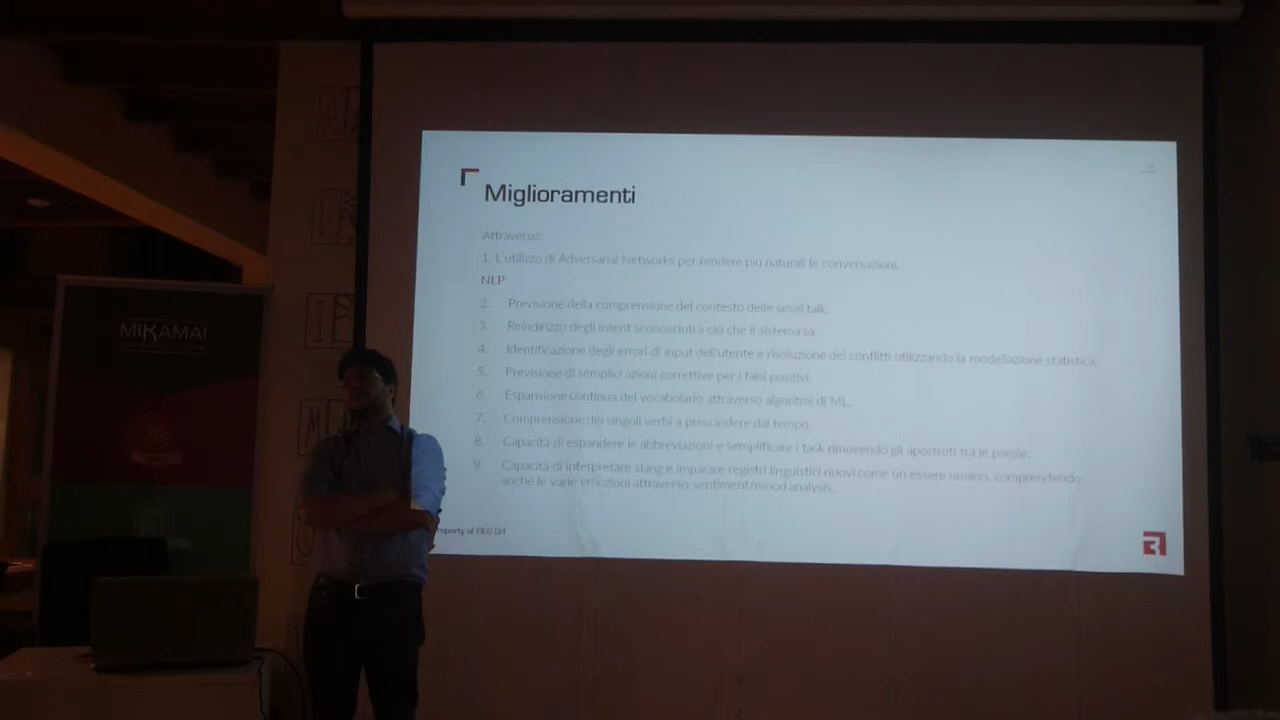 MIRAMAI
Miglioramenti
Attraverso:
1. L'utilizzo di Adversarial Networks per rendere più naturali le conversazioni.
NLP
2. Previsione della comprensione del contesto delle small talk.
3. Reindirizzo degli intent sconosciuti a ciò che il sistema sa.
4. Identificazione degli errori di input dell'utente e risoluzione dei conflitti utilizzando la modellazione statistica.
5. Previsione di semplici azioni correttive per i falsi positivi.
6. Espansione continua del vocabolario attraverso algoritmi di ML.
7. Comprensione dei singoli verbi a prescindere dal tempo.
8. Capacità di espandere le abbreviazioni e semplificare i task rimovendo gli apostrofi tra le parole.
9. Capacità di interpretare slang e imparare registri linguistici nuovi come un essere umano, comprendendo
anche le varie emozioni attraverso sentiment/mood analysis.
roperty of